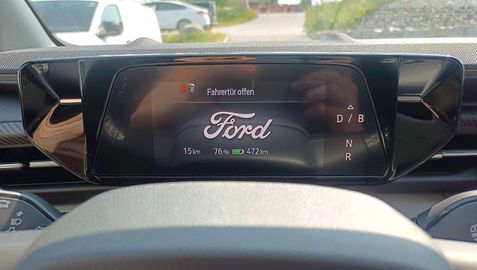 Fahrertür offen
Ford
D / B
N
R
15 km 76 % 472 km